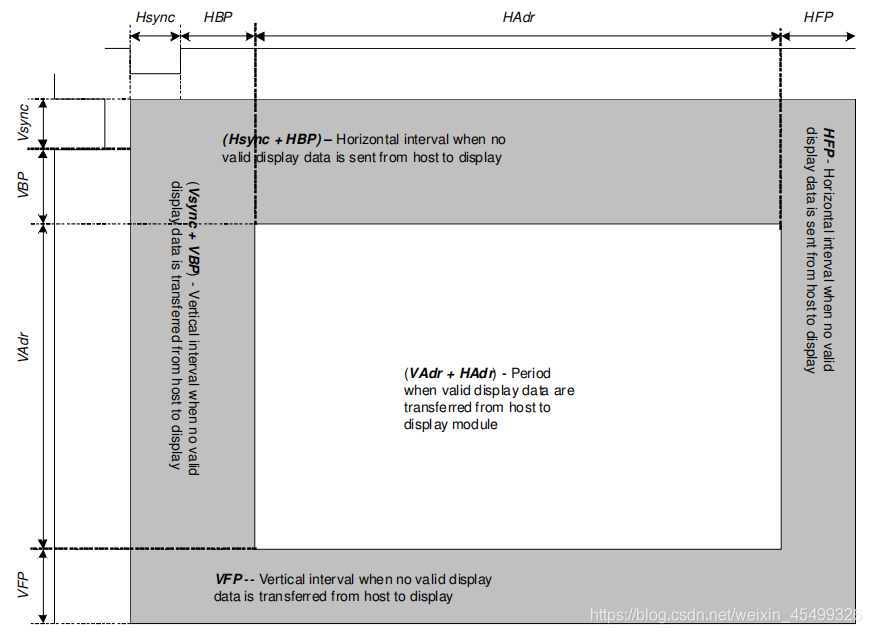 Hsync HBP HAdr HFP
Vsync
VBP
VAdr
VFP
(Hsync + HBP) – Horizontal interval when no
valid display data is sent from host to display
HFP - Horizontal interval when no valid
display data is sent from host to display
(Vsync + VBP) - Vertical interval when no valid
display data is transferred from host to display
(VAdr + HAdr) - Period
when valid display data are
transferred from host to
display module
VFP -- Vertical interval when no valid display
data is transferred from host to display
https://blog.csdn.net/weixin_45499326